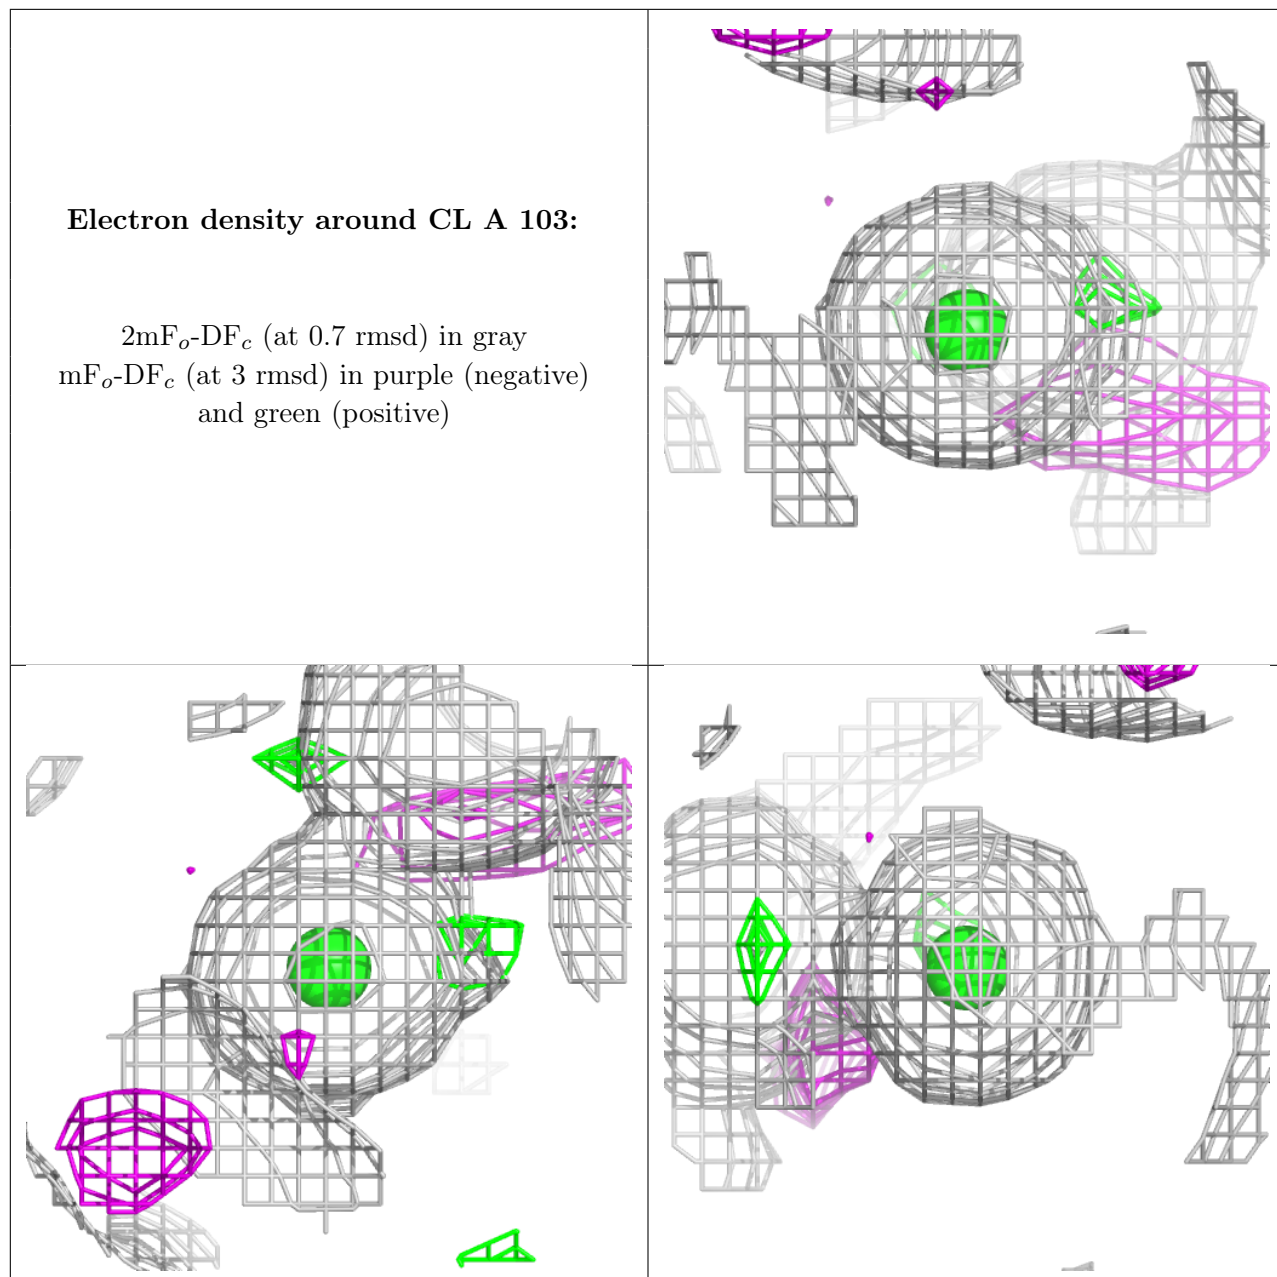 Electron density around CL A 103:
2mFo-DFc (at 0.7 rmsd) in gray
mFo-DFc (at 3 rmsd) in purple (negative)
and green (positive)